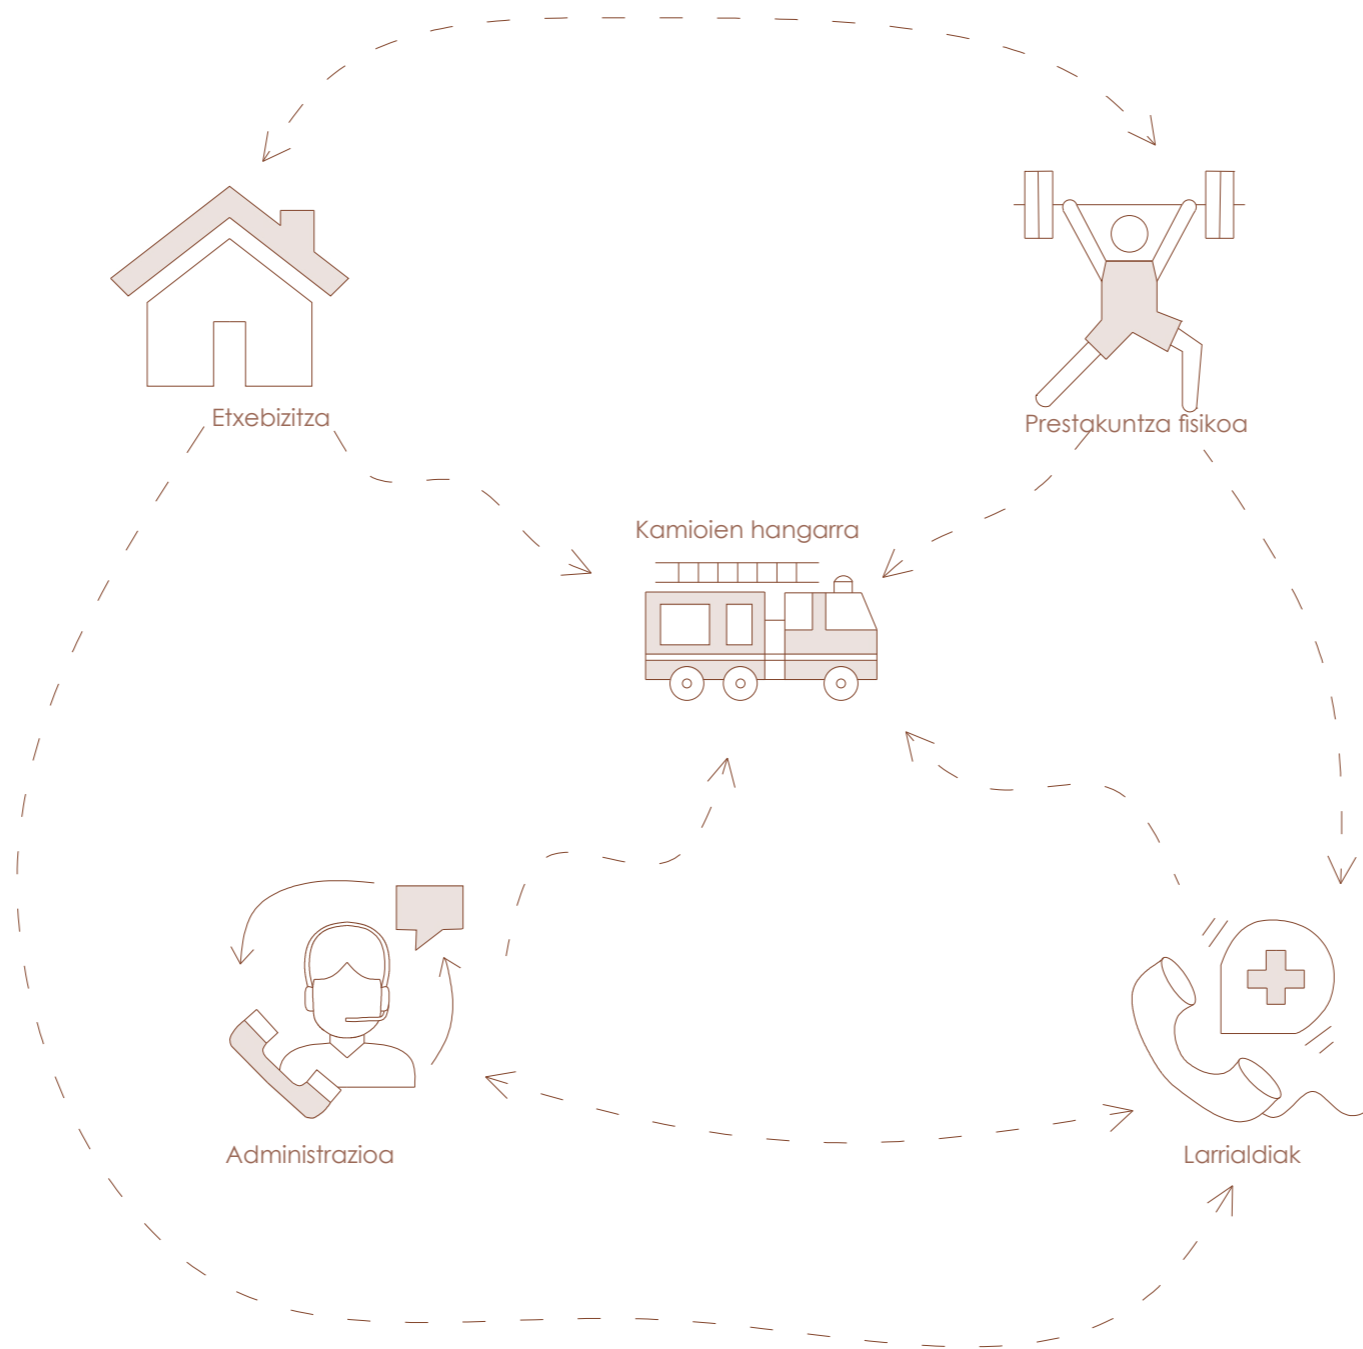 Etxebizitza
Prestakuntza fisikoa
Kamioien hangarra
Administrazioa
Larrialdiak